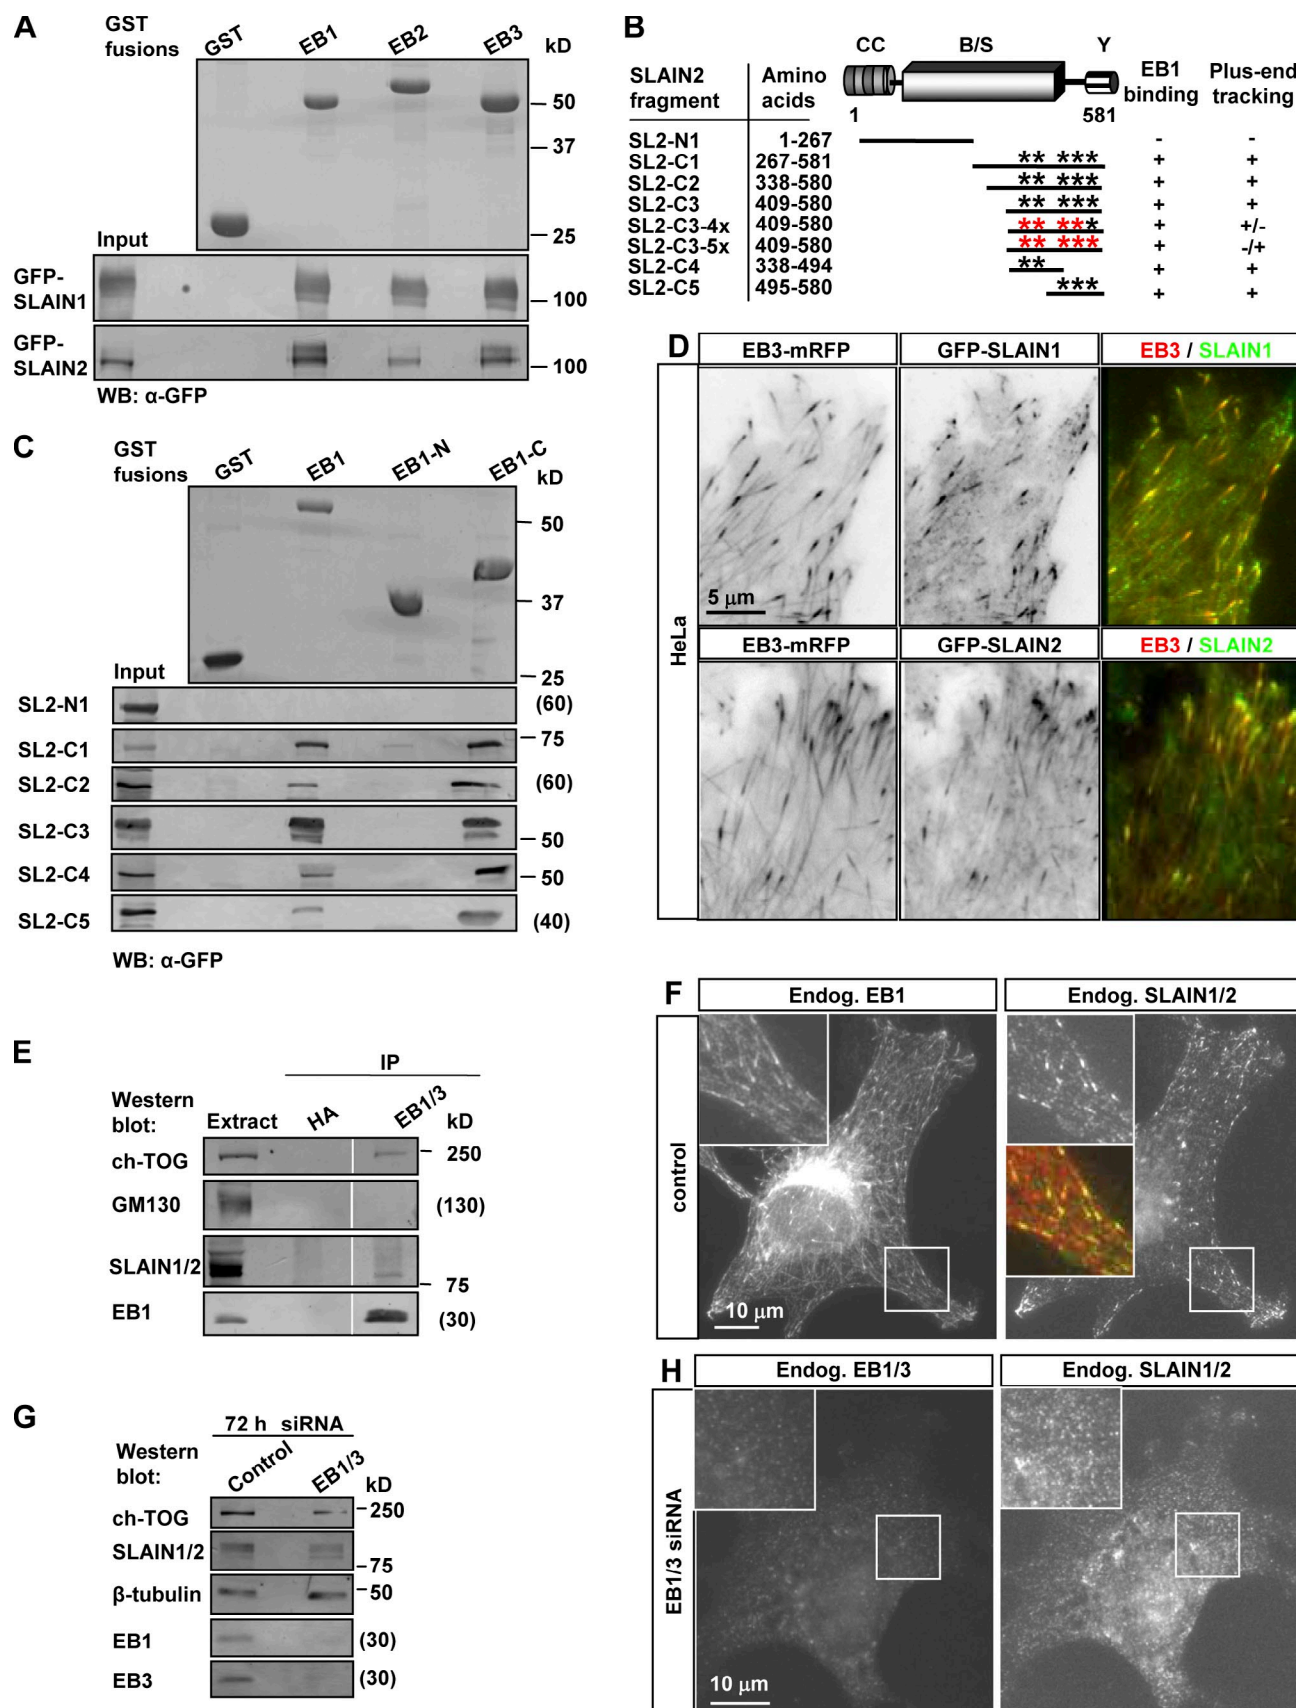 A
GST fusions
GST EB1 EB2 EB3 kD
50
37
25
Input
GFP-SLAIN1
100
GFP-SLAIN2
100
WB: α-GFP
B
CC B/S Y
SLAIN2 fragment Amino acids EB1 binding Plus-end tracking
1 581
SL2-N1 1-267 - -
SL2-C1 267-581 ** *** + +
SL2-C2 338-580 ** *** + +
SL2-C3 409-580 ** *** + +
SL2-C3-4x 409-580 ** *** + +/-
SL2-C3-5x 409-580 ** *** + -/+
SL2-C4 338-494 ** + +
SL2-C5 495-580 *** + +
C
GST fusions
GST EB1 EB1-N EB1-C kD
50
37
25
Input
SL2-N1 (60)
SL2-C1 75
SL2-C2 (60)
SL2-C3 50
SL2-C4 50
SL2-C5 (40)
WB: α-GFP
D
EB3-mRFP GFP-SLAIN1 EB3 / SLAIN1
5 μm
HeLa
EB3-mRFP GFP-SLAIN2 EB3 / SLAIN2
E
IP
Western blot:
Extract HA EB1/3 kD
ch-TOG 250
GM130 (130)
SLAIN1/2 75
EB1 (30)
F
Endog. EB1 Endog. SLAIN1/2
control
10 μm
G
72 h siRNA
Western blot:
Control EB1/3 kD
ch-TOG 250
SLAIN1/2 75
β-tubulin 50
EB1 (30)
EB3 (30)
H
Endog. EB1/3 Endog. SLAIN1/2
EB1/3 siRNA
10 μm